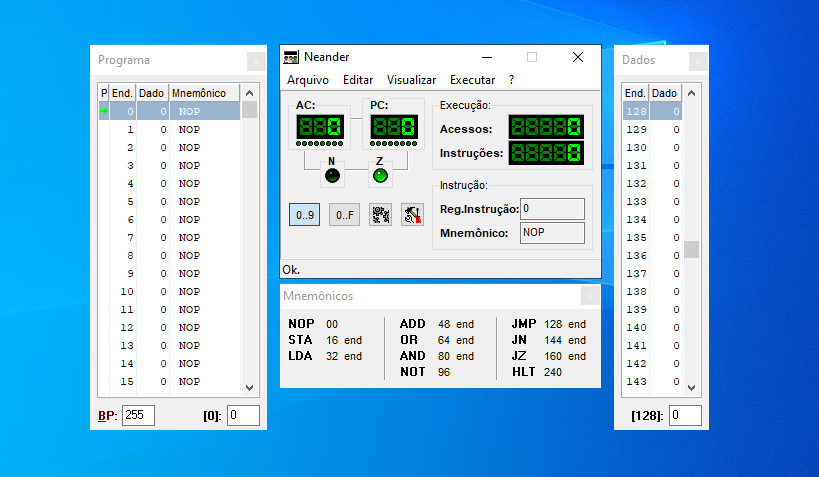 Programa
P End. Dado Mnemônico
0 0 NOP
1 0 NOP
2 0 NOP
3 0 NOP
4 0 NOP
5 0 NOP
6 0 NOP
7 0 NOP
8 0 NOP
9 0 NOP
10 0 NOP
11 0 NOP
12 0 NOP
13 0 NOP
14 0 NOP
15 0 NOP
BP: 255 [0]: 0
Neander
Arquivo Editar Visualizar Executar ?
AC: PC:
0 0
N Z
0..9 0..F
Execução:
Acessos: 0
Instruções: 0
Instrução:
Reg.Instrução: 0
Mnemônico: NOP
Ok.
Mnemônicos
NOP 00 ADD 48 end JMP 128 end
STA 16 end OR 64 end JN 144 end
LDA 32 end AND 80 end JZ 160 end
NOT 96 HLT 240
Dados
End. Dado
128 0
129 0
130 0
131 0
132 0
133 0
134 0
135 0
136 0
137 0
138 0
139 0
140 0
141 0
142 0
143 0
[128]: 0